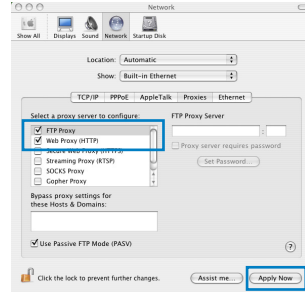 Network
Show All Displays Sound Network Startup Disk
Location: Automatic
Show: Built-in Ethernet
TCP/IP PPPoE AppleTalk Proxies Ethernet
Select a proxy server to configure: FTP Proxy Server
FTP Proxy :
Web Proxy (HTTP)
Secure Web Proxy (HTTPS) Proxy server requires password
Streaming Proxy (RTSP) Set Password...
SOCKS Proxy
Gopher Proxy
Bypass proxy settings for
these Hosts & Domains:
Use Passive FTP Mode (PASV) ?
Click the lock to prevent further changes. Assist me... Apply Now